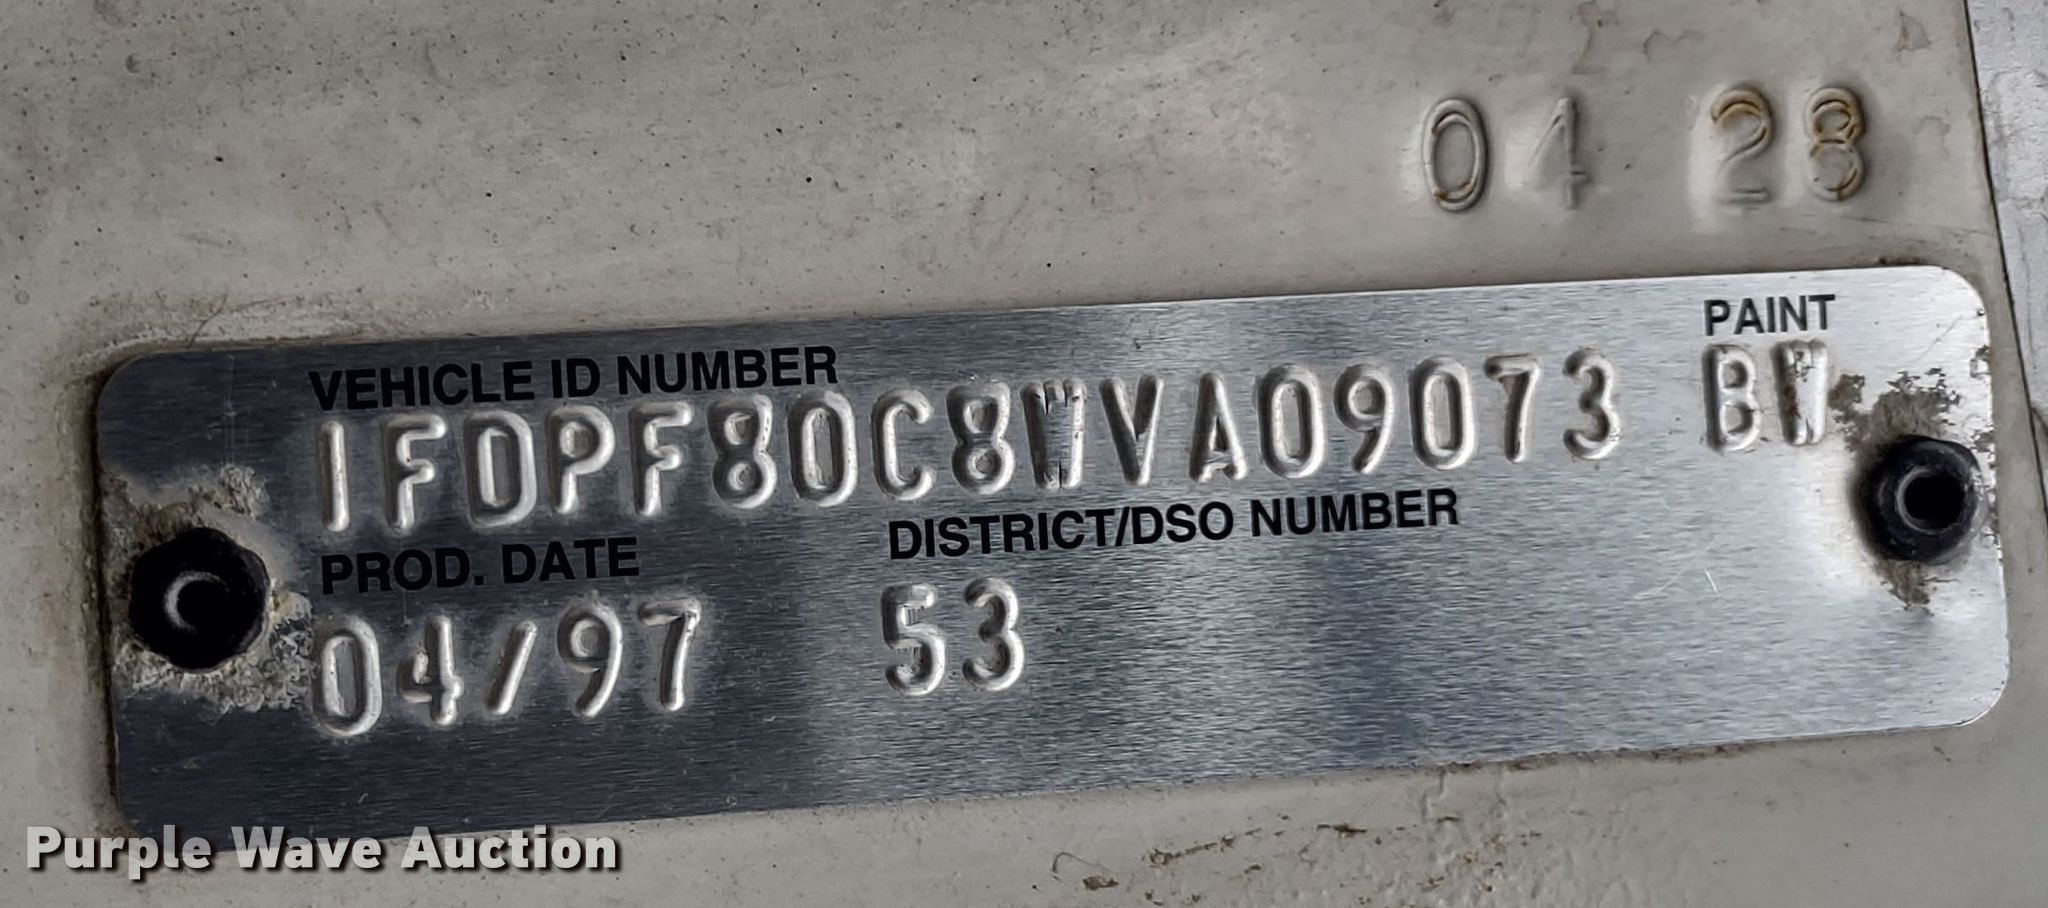 04 28
PAINT
VEHICLE ID NUMBER
1FDPF80C8WVA09073 BW
PROD. DATE DISTRICT/DSO NUMBER
04/97 53
Purple Wave Auction